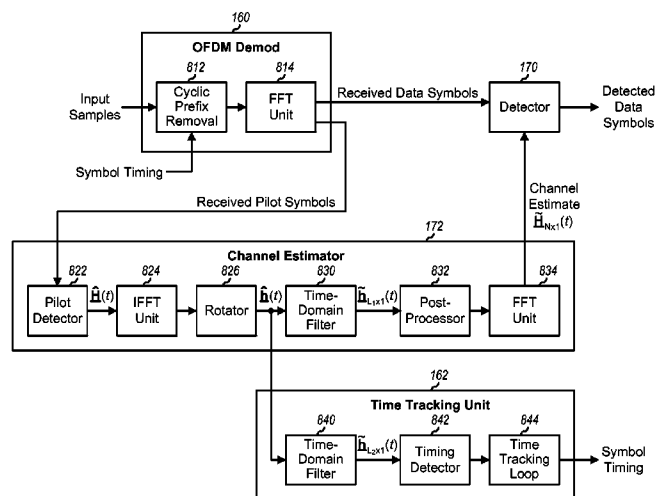 160
OFDM Demod
812
814
170
Input
Samples
Cyclic
Prefix
Removal
FFT
Unit
Received Data Symbols
Detector
Detected
Data
Symbols
Symbol Timing
Received Pilot Symbols
Channel
Estimate
H̃Nx1(t)
172
Channel Estimator
822
824
826
830
832
834
Pilot
Detector
Ĥ(t)
IFFT
Unit
Rotator
ĥ(t)
Time-
Domain
Filter
h̃L₁x1(t)
Post-
Processor
FFT
Unit
162
Time Tracking Unit
840
842
844
Time-
Domain
Filter
h̃L₂x1(t)
Timing
Detector
Time
Tracking
Loop
Symbol
Timing